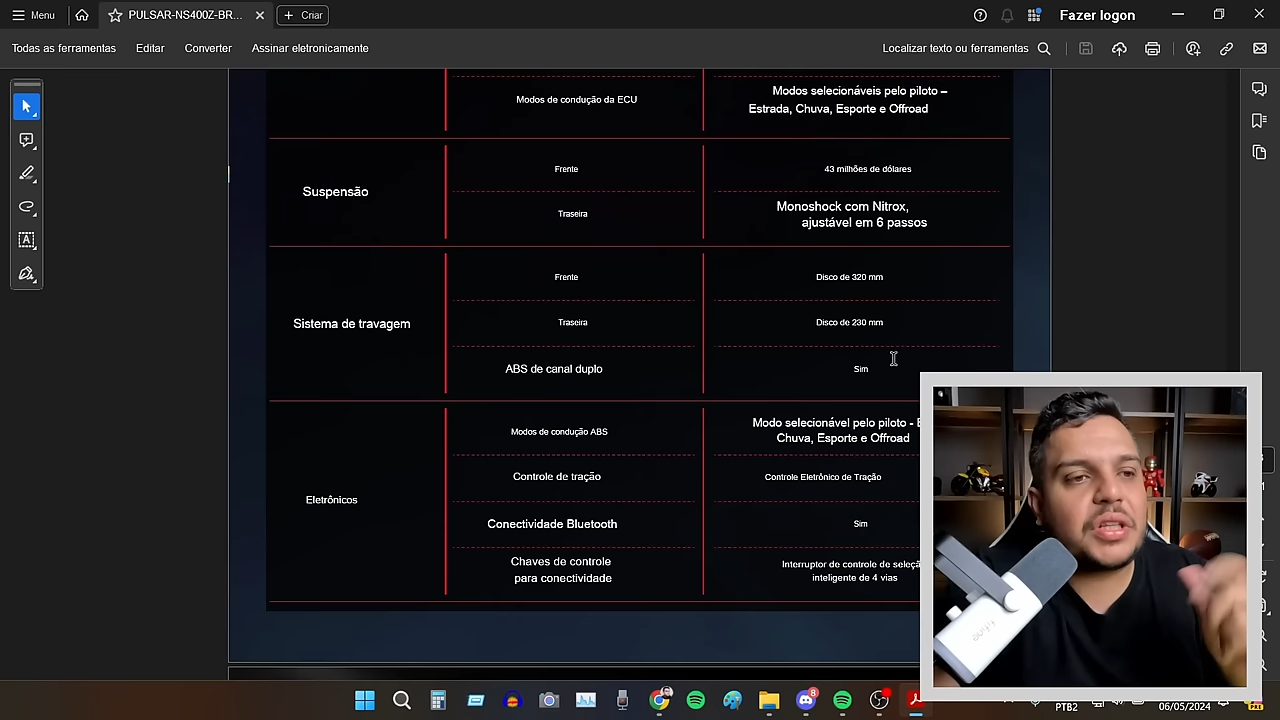 Menu
PULSAR-NS400Z-BR...
Criar
Fazer logon
Todas as ferramentas
Editar
Converter
Assinar eletronicamente
Localizar texto ou ferramentas
Modos de condução da ECU
Modos selecionáveis pelo piloto –
Estrada, Chuva, Esporte e Offroad
Suspensão
Frente
43 milhões de dólares
Traseira
Monoshock com Nitrox,
ajustável em 6 passos
Sistema de travagem
Frente
Disco de 320 mm
Traseira
Disco de 230 mm
ABS de canal duplo
Sim
Eletrônicos
Modos de condução ABS
Modo selecionável pelo piloto - E
Chuva, Esporte e Offroad
Controle de tração
Controle Eletrônico de Tração
Conectividade Bluetooth
Sim
Chaves de controle
para conectividade
Interruptor de controle de seleç
inteligente de 4 vias
8
PTB2
06/05/2024